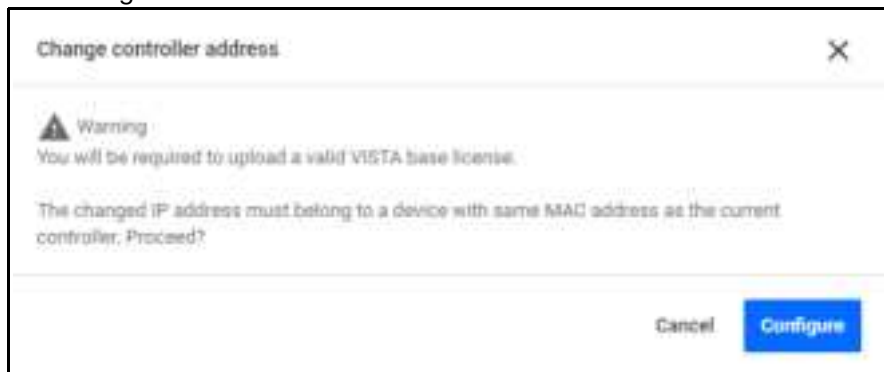 Change controller address
Warning
You will be required to upload a valid VISTA base license.
The changed IP address must belong to a device with same MAC address as the current
controller. Proceed?
Cancel
Configure